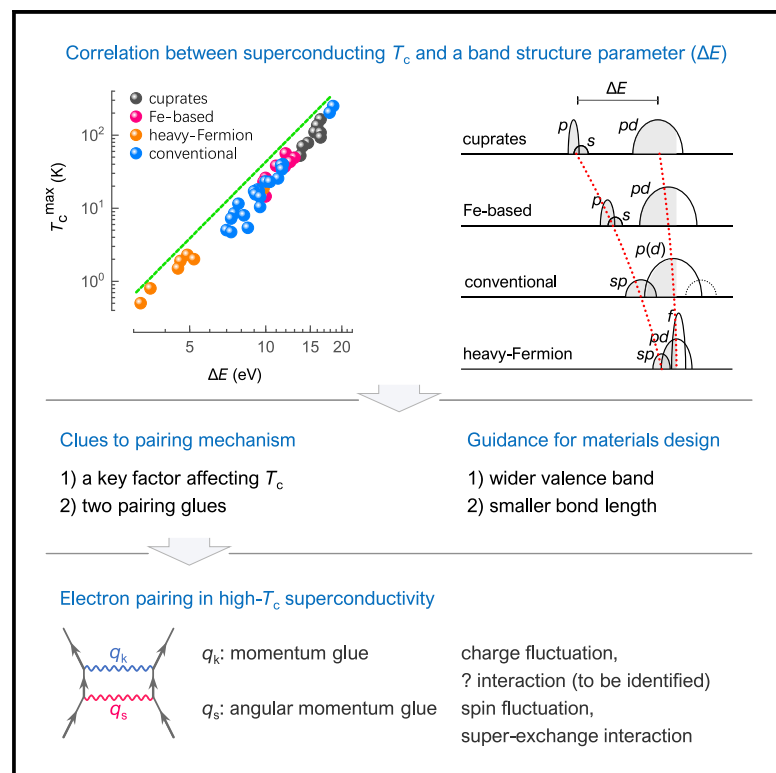 Correlation between superconducting Tc and a band structure parameter (ΔE)
cuprates
Fe-based
heavy-Fermion
conventional
10²
10¹
10⁰
Tc^max (K)
5
10
15
20
ΔE (eV)
ΔE
cuprates
p
s
pd
Fe-based
p
s
pd
conventional
sp
p(d)
heavy-Fermion
sp
pd
f
Clues to pairing mechanism
1) a key factor affecting Tc
2) two pairing glues
Guidance for materials design
1) wider valence band
2) smaller bond length
Electron pairing in high-Tc superconductivity
qk
qs
qk: momentum glue
charge fluctuation,
? interaction (to be identified)
qs: angular momentum glue
spin fluctuation,
super-exchange interaction